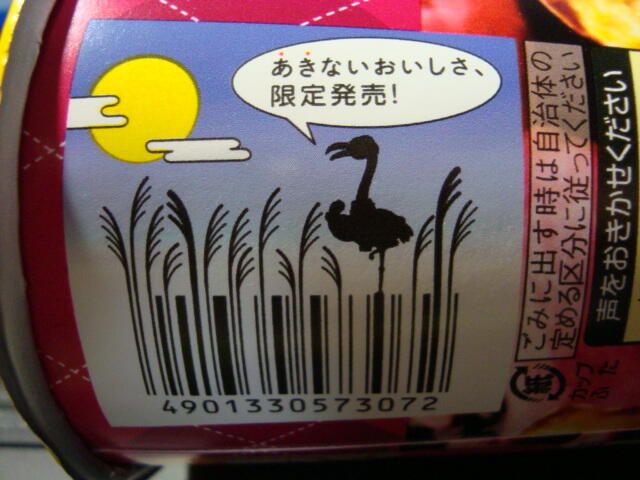 あきないおいしさ、
限定発売!
4901330573072
ごみに出す時は自治体の
定める区分に従ってください
声をおきかせください
紙
カップ
ふた